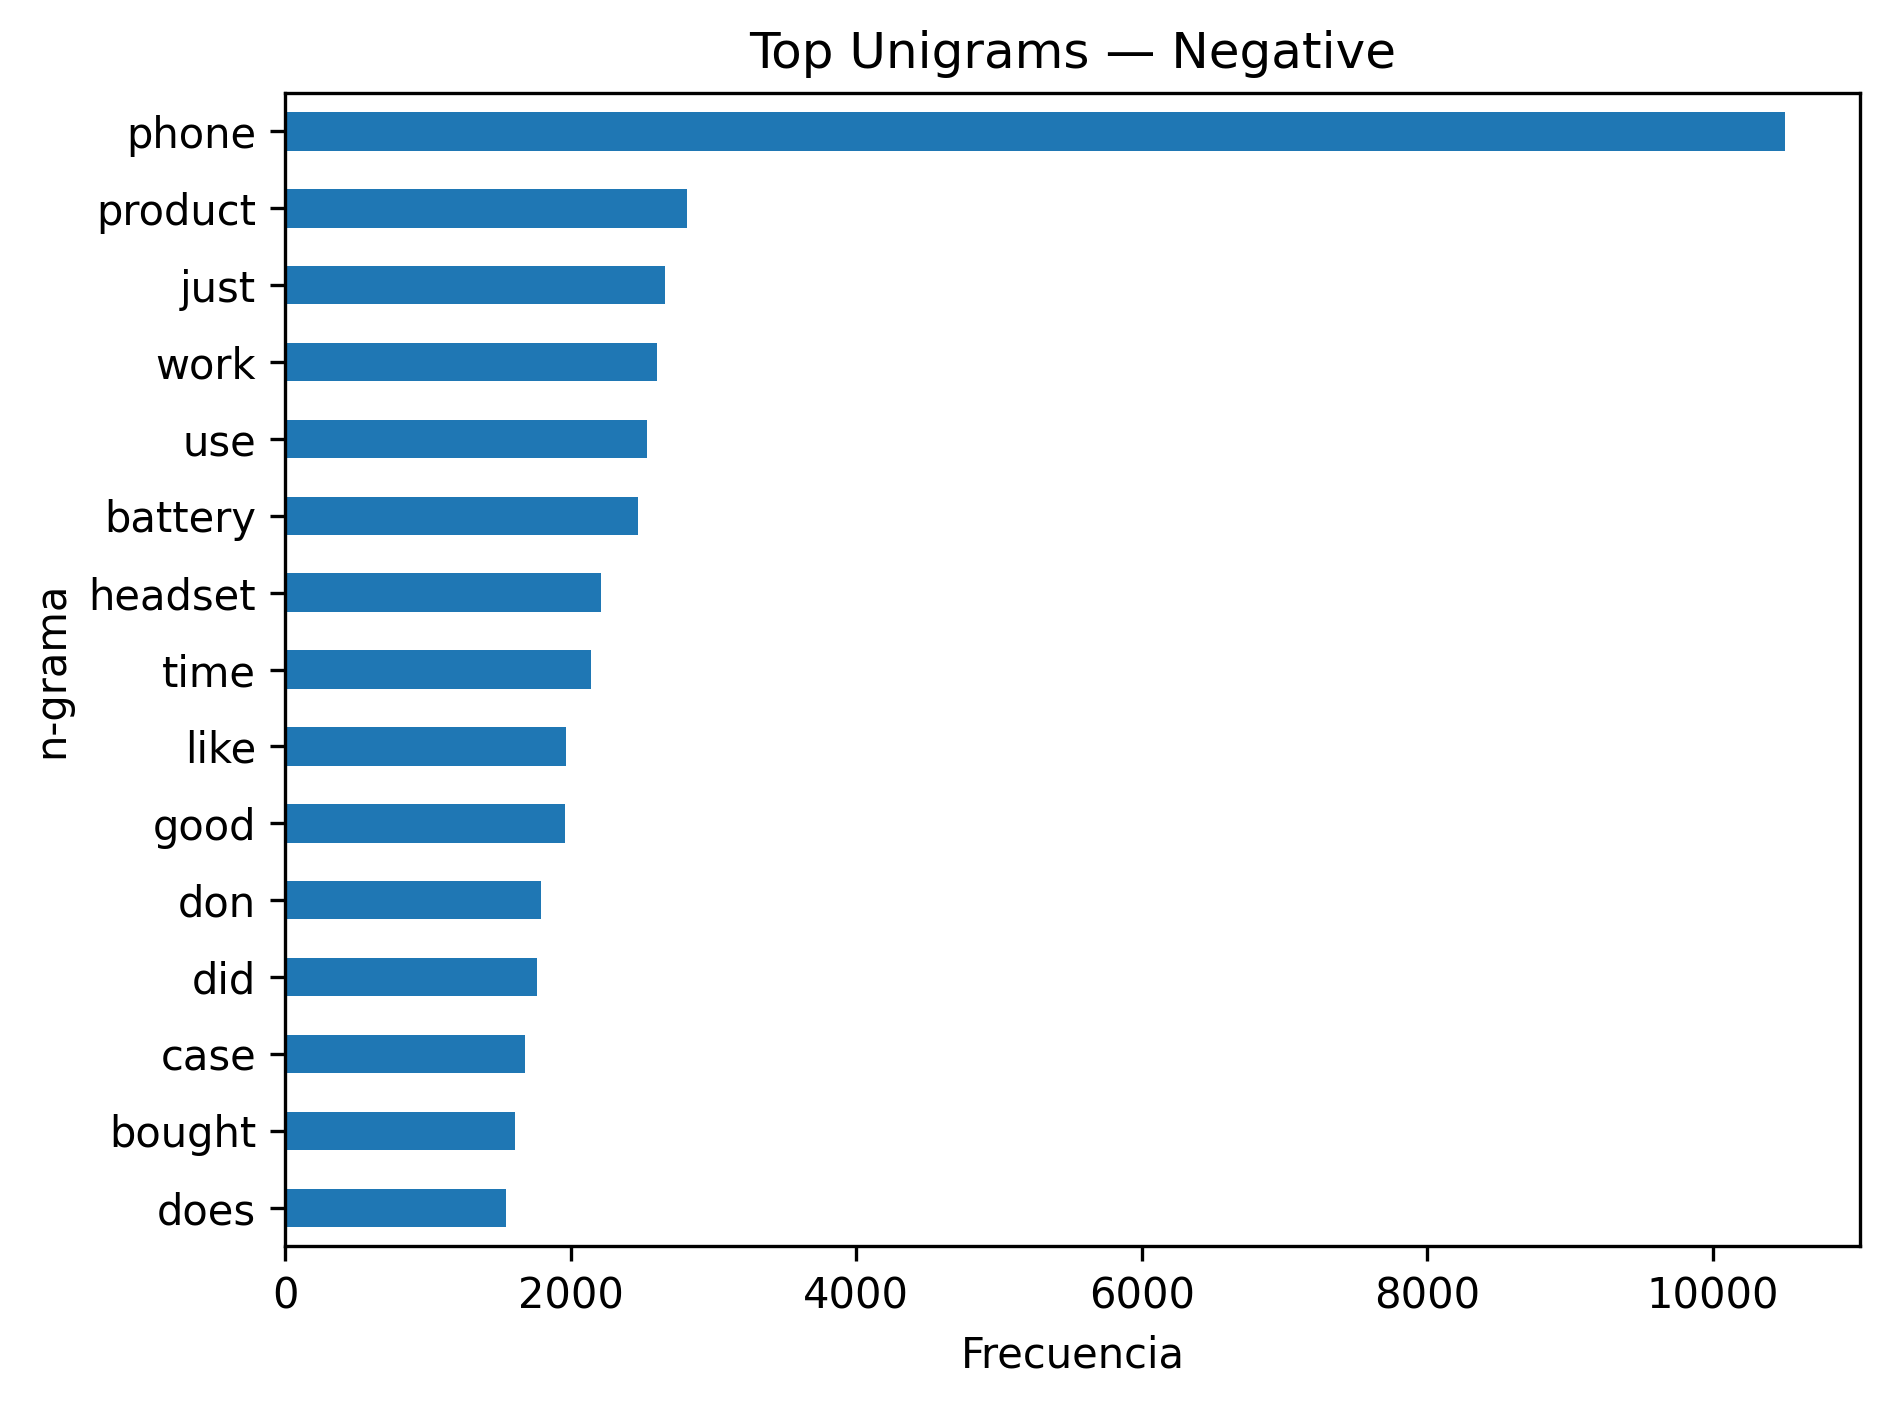 Top Unigrams — Negative
phone
product
just
work
use
battery
headset
time
like
good
don
did
case
bought
does
n-grama
0 2000 4000 6000 8000 10000
Frecuencia